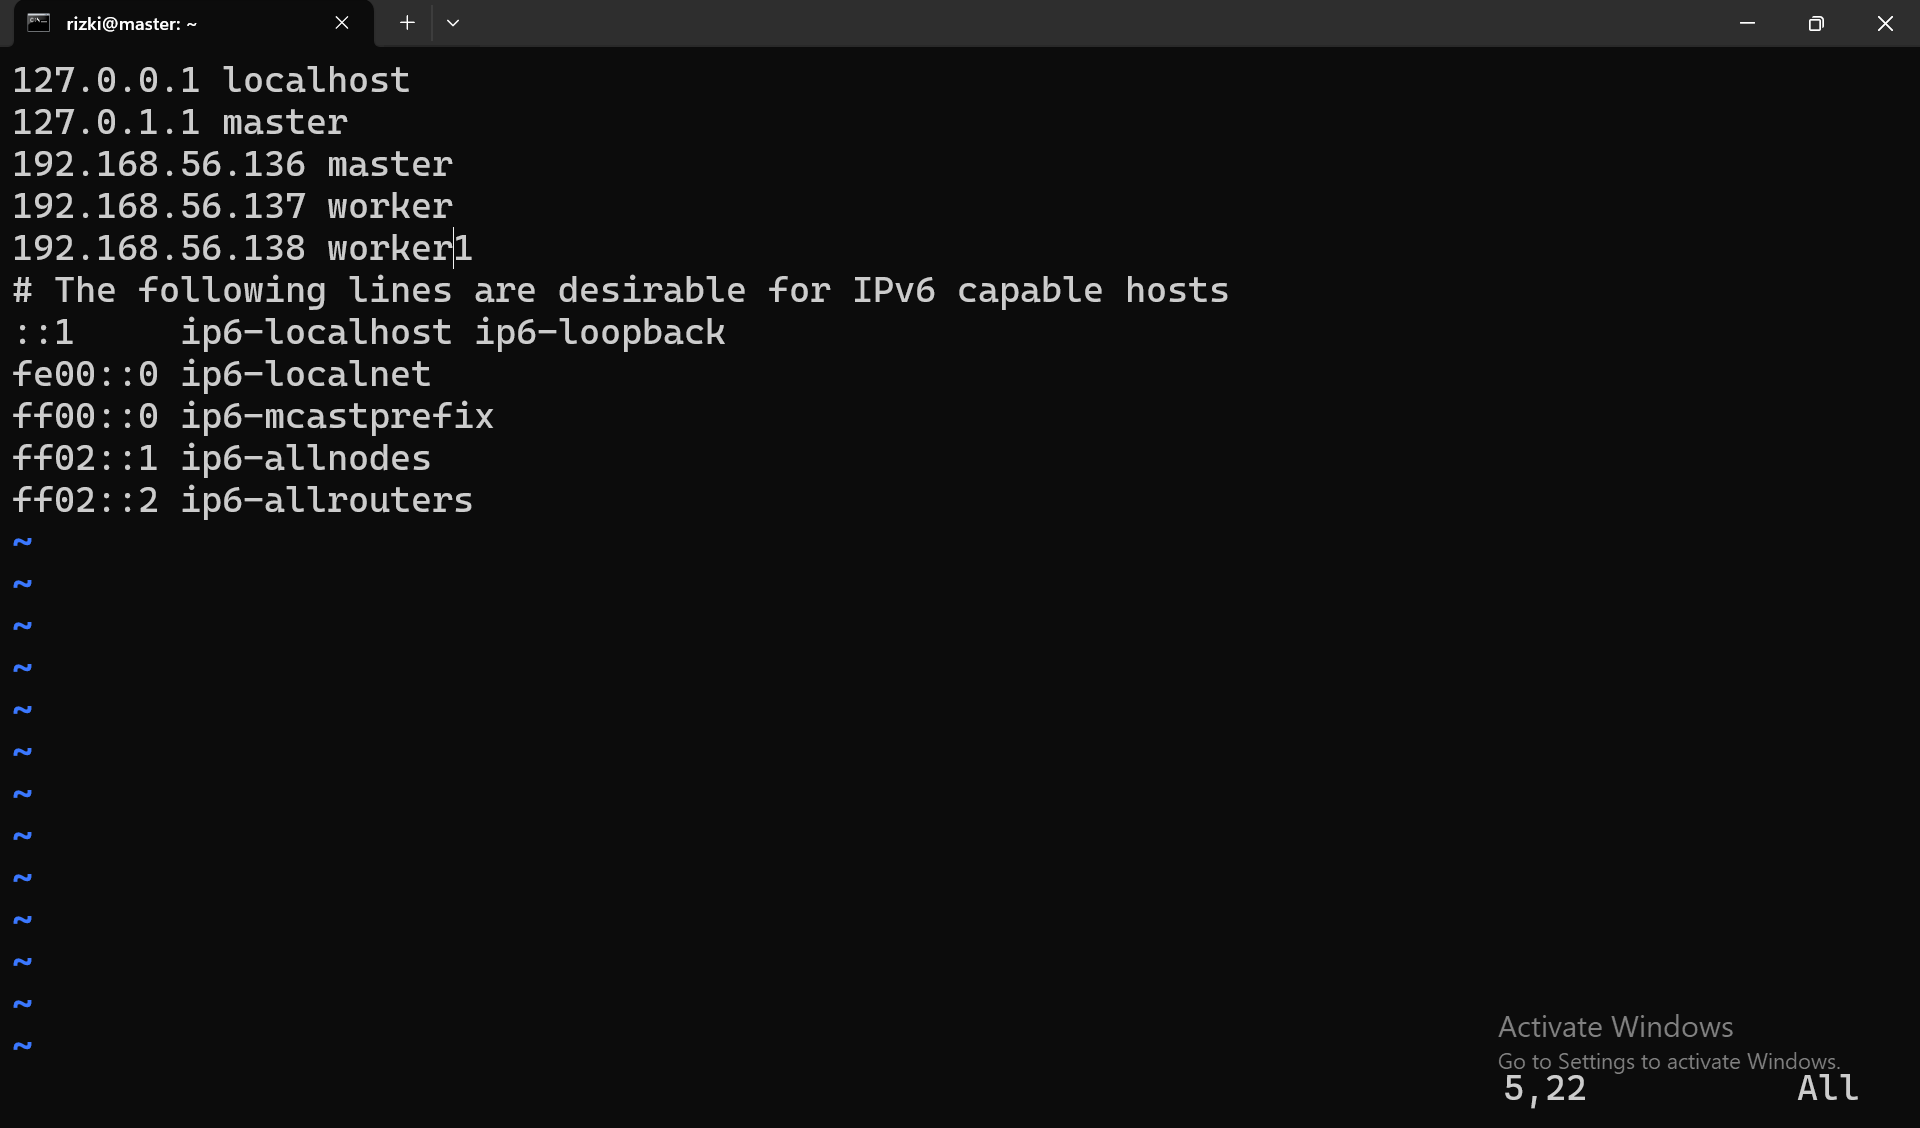 rizki@master: ~
127.0.0.1 localhost
127.0.1.1 master
192.168.56.136 master
192.168.56.137 worker
192.168.56.138 worker1
# The following lines are desirable for IPv6 capable hosts
::1     ip6-localhost ip6-loopback
fe00::0 ip6-localnet
ff00::0 ip6-mcastprefix
ff02::1 ip6-allnodes
ff02::2 ip6-allrouters
~
~
~
~
~
~
~
~
~
~
~
~
~
Activate Windows
Go to Settings to activate Windows.
5,22 All